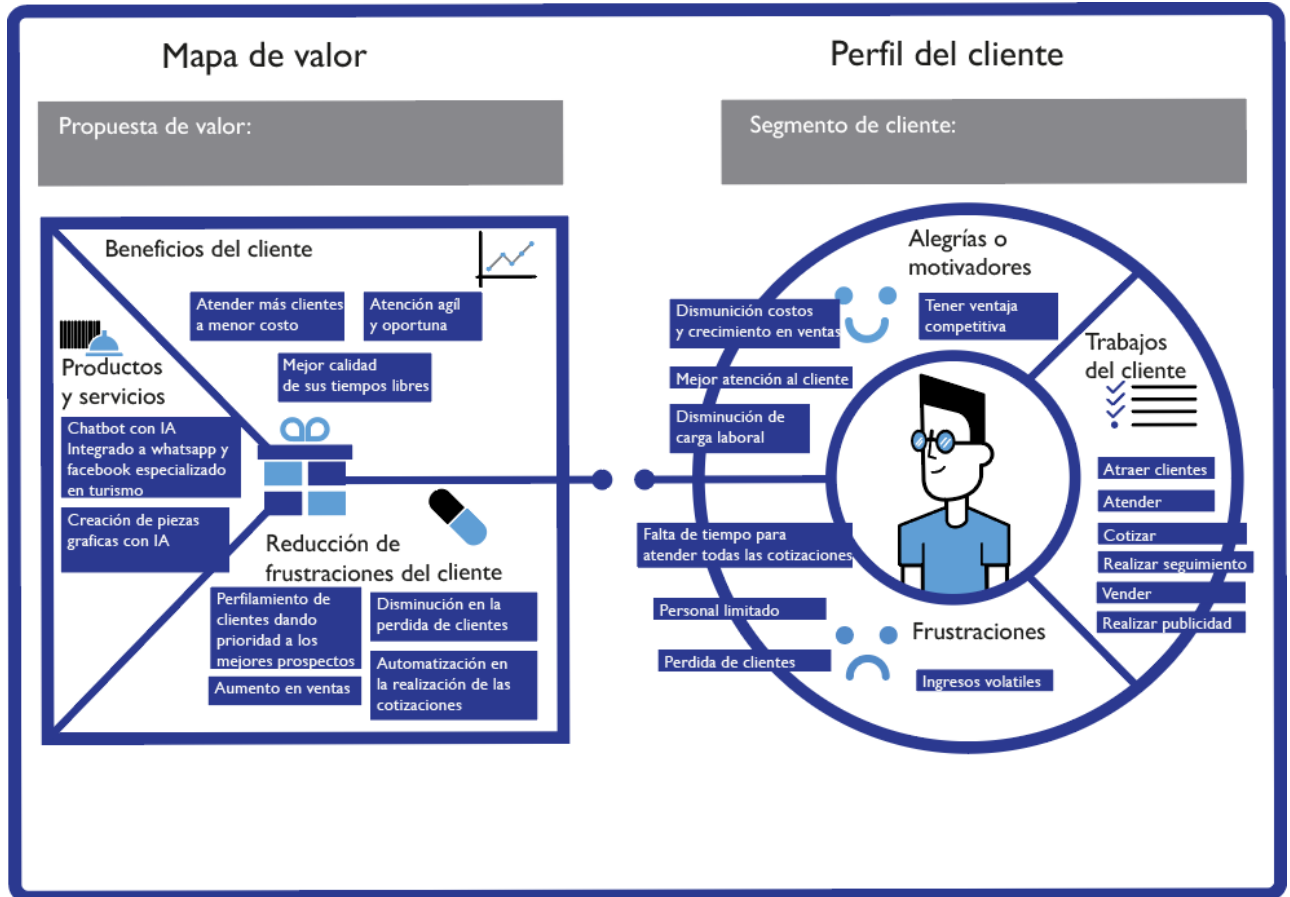 Mapa de valor
Propuesta de valor:
Beneficios del cliente
Atender más clientes
a menor costo
Atención agíl
y oportuna
Mejor calidad
de sus tiempos libres
Productos
y servicios
Chatbot con IA
Integrado a whatsapp y
facebook especializado
en turismo
Creación de piezas
graficas con IA
Reducción de
frustraciones del cliente
Perfilamiento de
clientes dando
prioridad a los
mejores prospectos
Aumento en ventas
Disminución en la
perdida de clientes
Automatización en
la realización de las
cotizaciones
Perfil del cliente
Segmento de cliente:
Alegrías o
motivadores
Dismunición costos
y crecimiento en ventas
Tener ventaja
competitiva
Mejor atención al cliente
Disminución de
carga laboral
Trabajos
del cliente
Atraer clientes
Atender
Cotizar
Realizar seguimiento
Vender
Realizar publicidad
Falta de tiempo para
atender todas las cotizaciones
Personal limitado
Perdida de clientes
Frustraciones
Ingresos volatiles